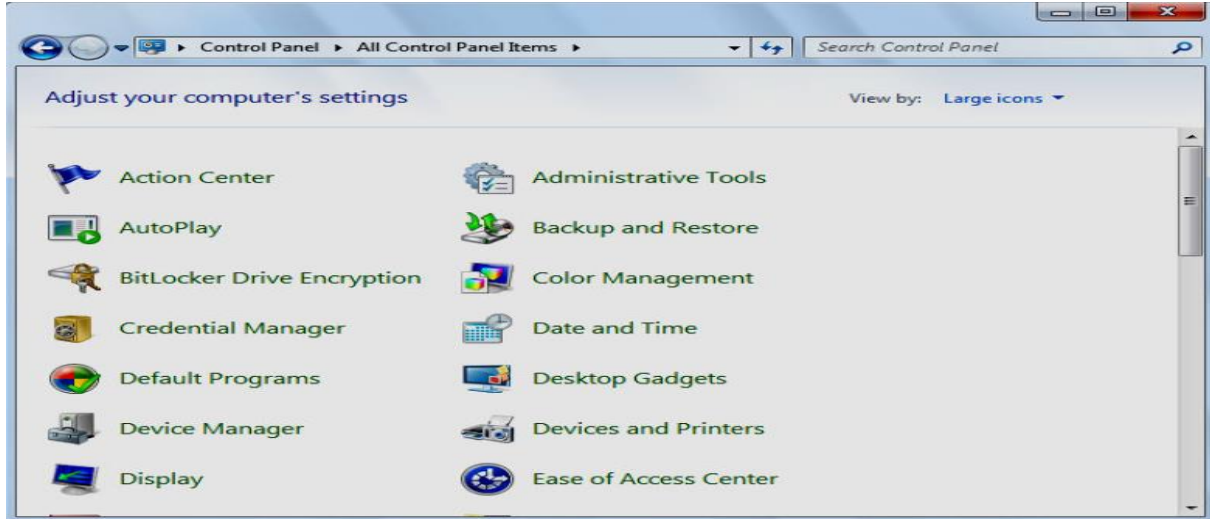 Control Panel ▸ All Control Panel Items ▸ Search Control Panel
Adjust your computer's settings View by: Large icons
Action Center Administrative Tools
AutoPlay Backup and Restore
BitLocker Drive Encryption Color Management
Credential Manager Date and Time
Default Programs Desktop Gadgets
Device Manager Devices and Printers
Display Ease of Access Center